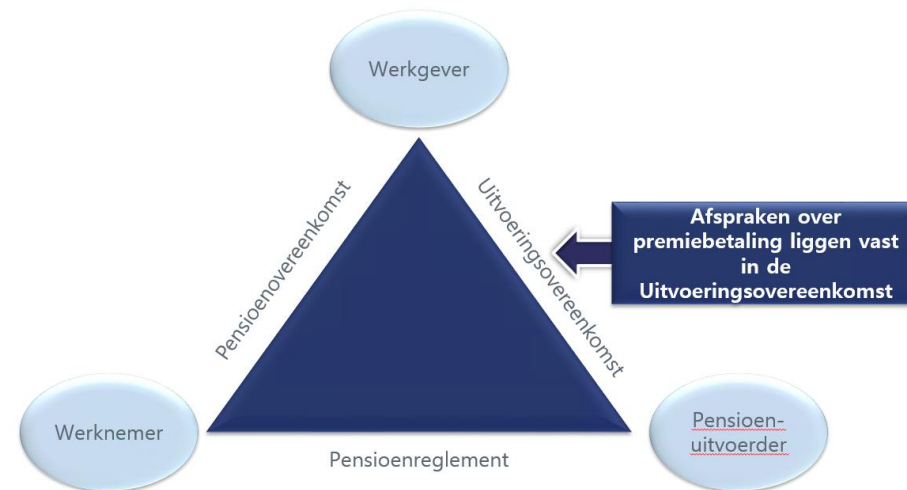 Werkgever
Pensioenovereenkomst
Uitvoeringsovereenkomst
Afspraken over
premiebetaling liggen vast
in de
Uitvoeringsovereenkomst
Werknemer
Pensioen-
uitvoerder
Pensioenreglement